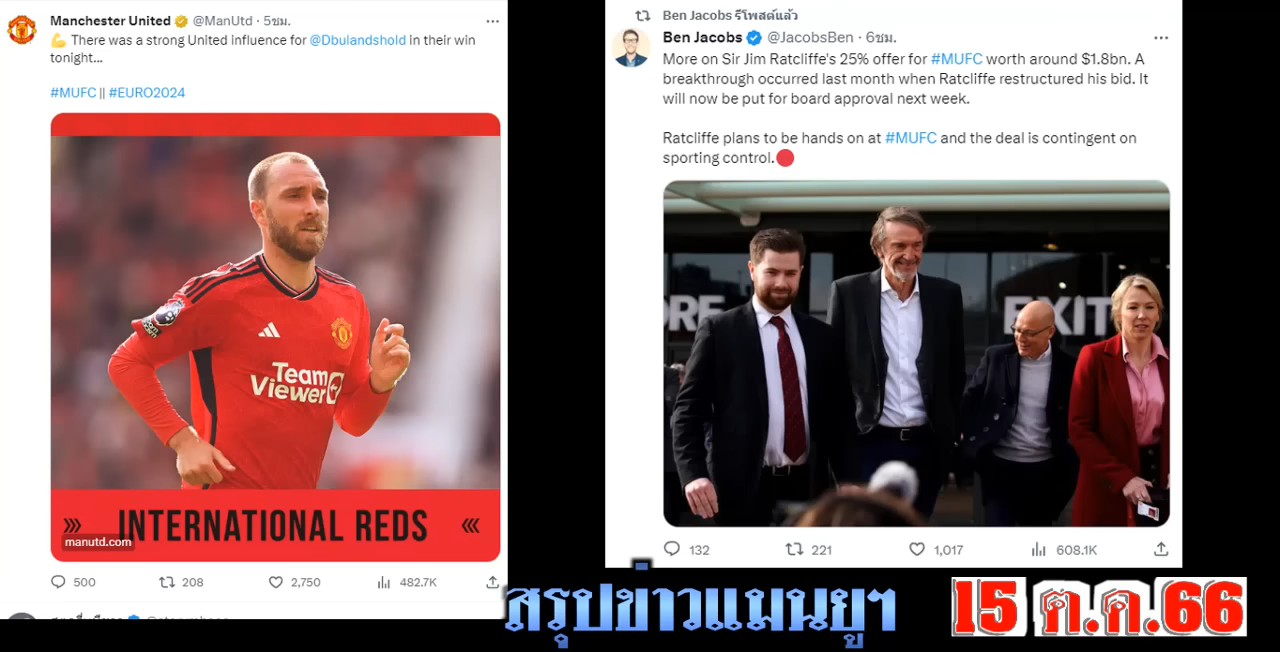 Manchester United @ManUtd · 5ชม.
💪 There was a strong United influence for @Dbulandshold in their win
tonight...
#MUFC || #EURO2024
Team
Viewer
INTERNATIONAL REDS
manutd.com
500 208 2,750 482.7K
Ben Jacobs รีโพสต์แล้ว
Ben Jacobs @JacobsBen · 6ชม.
More on Sir Jim Ratcliffe's 25% offer for #MUFC worth around $1.8bn. A
breakthrough occurred last month when Ratcliffe restructured his bid. It
will now be put for board approval next week.
Ratcliffe plans to be hands on at #MUFC and the deal is contingent on
sporting control.🔴
ORE EXIT
132 221 1,017 608.1K
สรุปข่าวแมนยูฯ 15 ต.ค.66